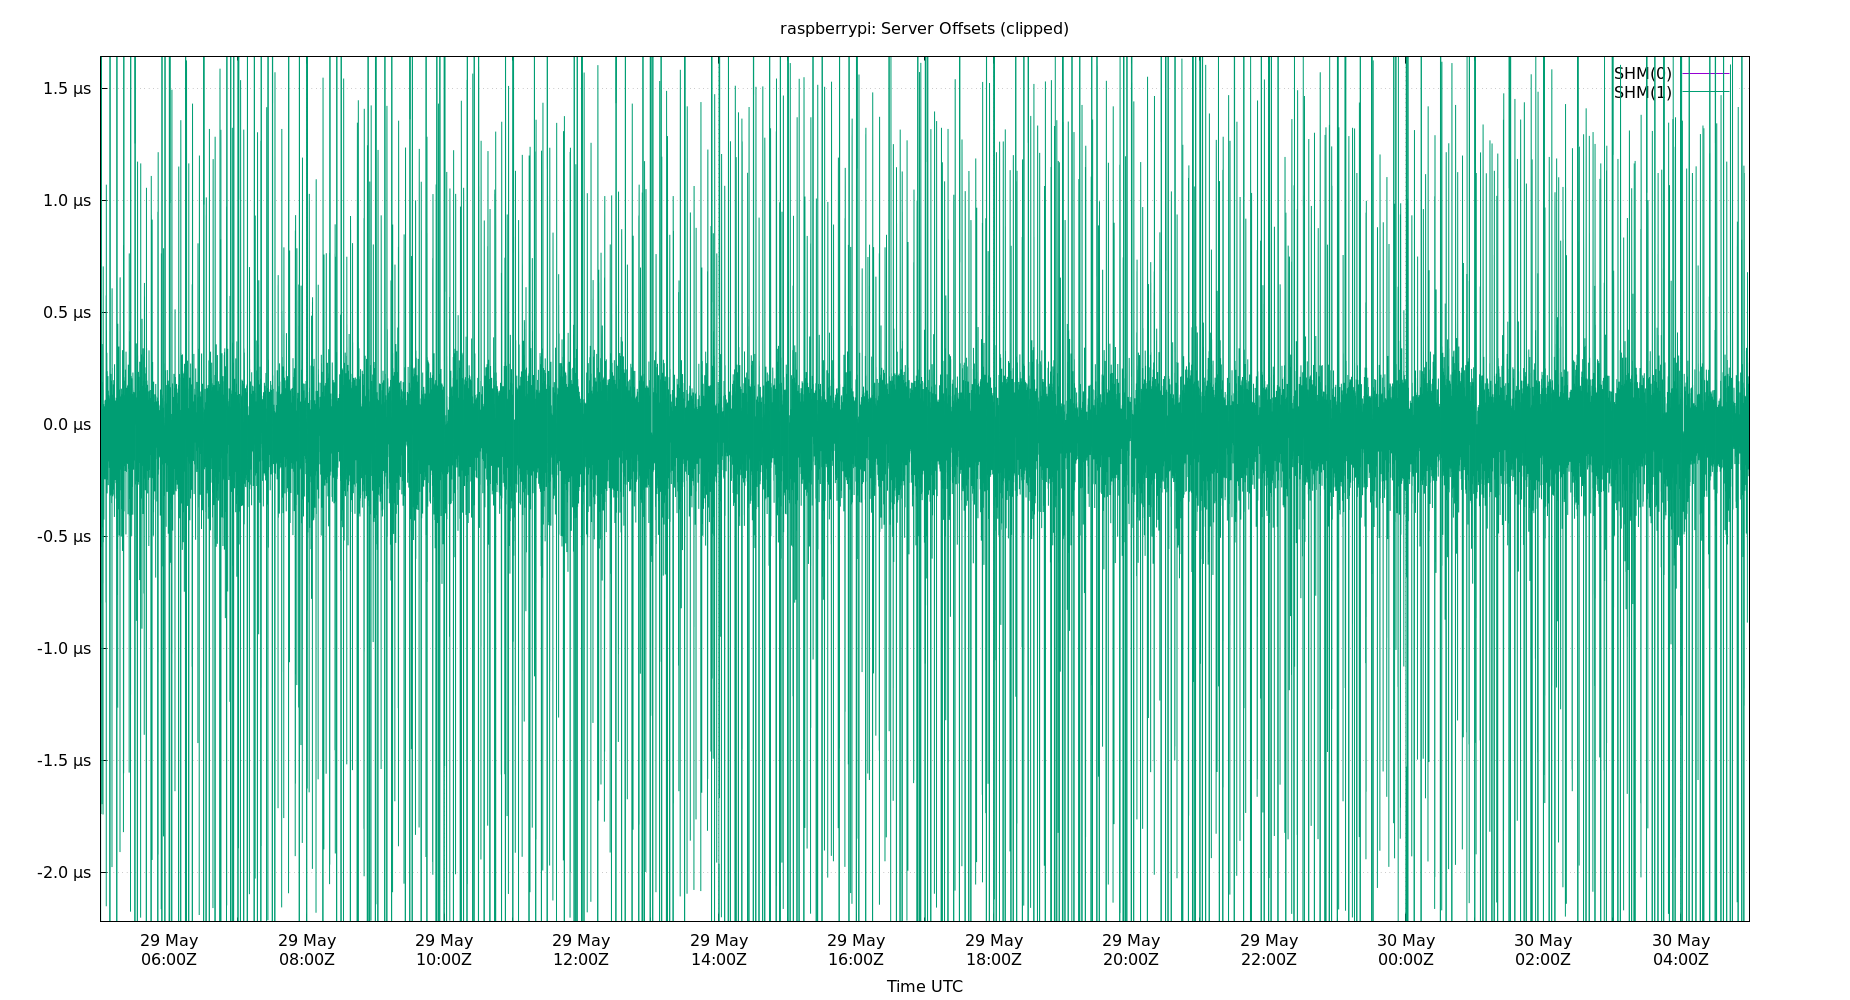 raspberrypi: Server Offsets (clipped)
SHM(0)
SHM(1)
1.5 µs
1.0 µs
0.5 µs
0.0 µs
-0.5 µs
-1.0 µs
-1.5 µs
-2.0 µs
29 May 29 May 29 May 29 May 29 May 29 May 29 May 29 May 29 May 30 May 30 May 30 May
06:00Z 08:00Z 10:00Z 12:00Z 14:00Z 16:00Z 18:00Z 20:00Z 22:00Z 00:00Z 02:00Z 04:00Z
Time UTC